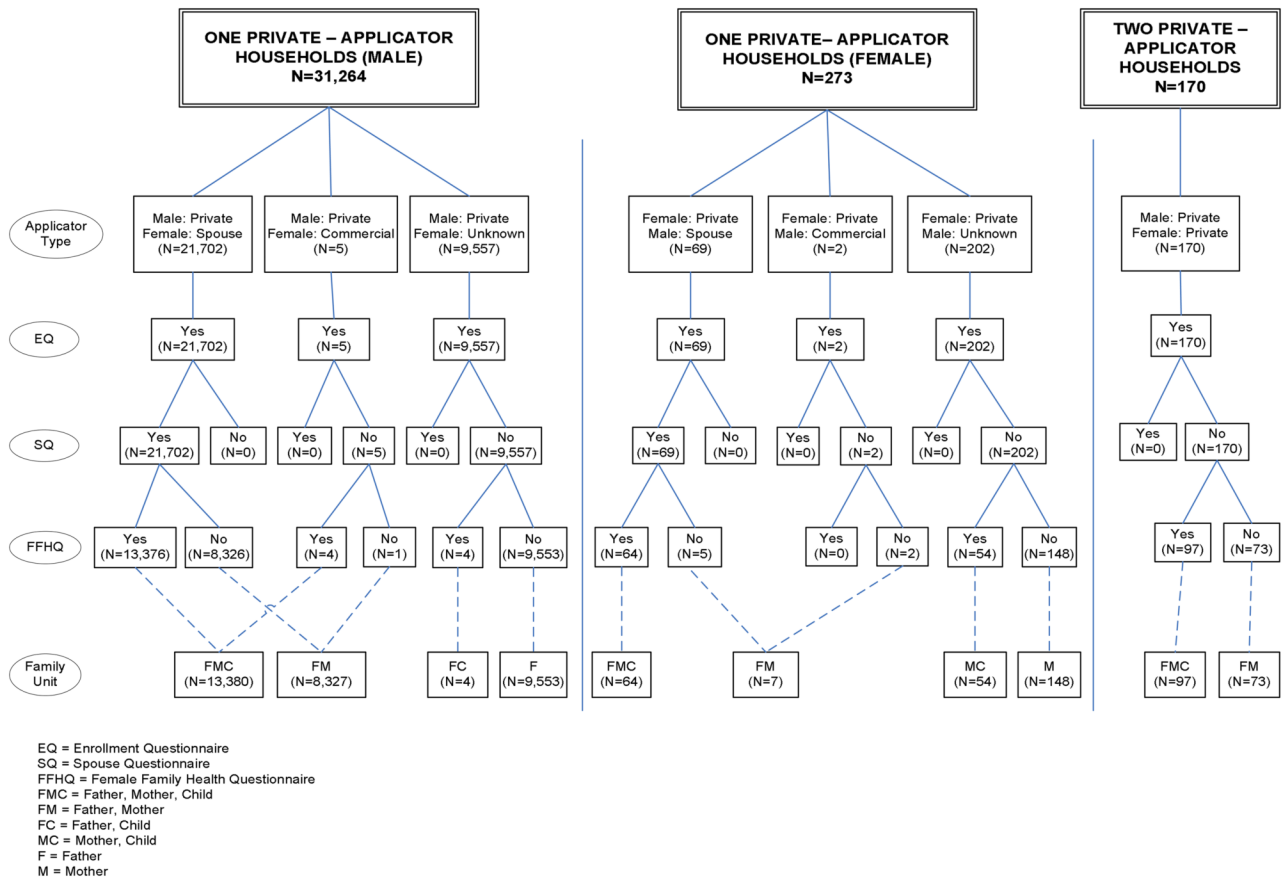 ONE PRIVATE – APPLICATOR
HOUSEHOLDS (MALE)
N=31,264
ONE PRIVATE– APPLICATOR
HOUSEHOLDS (FEMALE)
N=273
TWO PRIVATE –
APPLICATOR
HOUSEHOLDS
N=170
Applicator
Type
Male: Private
Female: Spouse
(N=21,702)
Male: Private
Female: Commercial
(N=5)
Male: Private
Female: Unknown
(N=9,557)
Female: Private
Male: Spouse
(N=69)
Female: Private
Male: Commercial
(N=2)
Female: Private
Male: Unknown
(N=202)
Male: Private
Female: Private
(N=170)
EQ
Yes
(N=21,702)
Yes
(N=5)
Yes
(N=9,557)
Yes
(N=69)
Yes
(N=2)
Yes
(N=202)
Yes
(N=170)
SQ
Yes
(N=21,702)
No
(N=0)
Yes
(N=0)
No
(N=5)
Yes
(N=0)
No
(N=9,557)
Yes
(N=69)
No
(N=0)
Yes
(N=0)
No
(N=2)
Yes
(N=0)
No
(N=202)
Yes
(N=0)
No
(N=170)
FFHQ
Yes
(N=13,376)
No
(N=8,326)
Yes
(N=4)
No
(N=1)
Yes
(N=4)
No
(N=9,553)
Yes
(N=64)
No
(N=5)
Yes
(N=0)
No
(N=2)
Yes
(N=54)
No
(N=148)
Yes
(N=97)
No
(N=73)
Family
Unit
FMC
(N=13,380)
FM
(N=8,327)
FC
(N=4)
F
(N=9,553)
FMC
(N=64)
FM
(N=7)
MC
(N=54)
M
(N=148)
FMC
(N=97)
FM
(N=73)
EQ = Enrollment Questionnaire
SQ = Spouse Questionnaire
FFHQ = Female Family Health Questionnaire
FMC = Father, Mother, Child
FM = Father, Mother
FC = Father, Child
MC = Mother, Child
F = Father
M = Mother